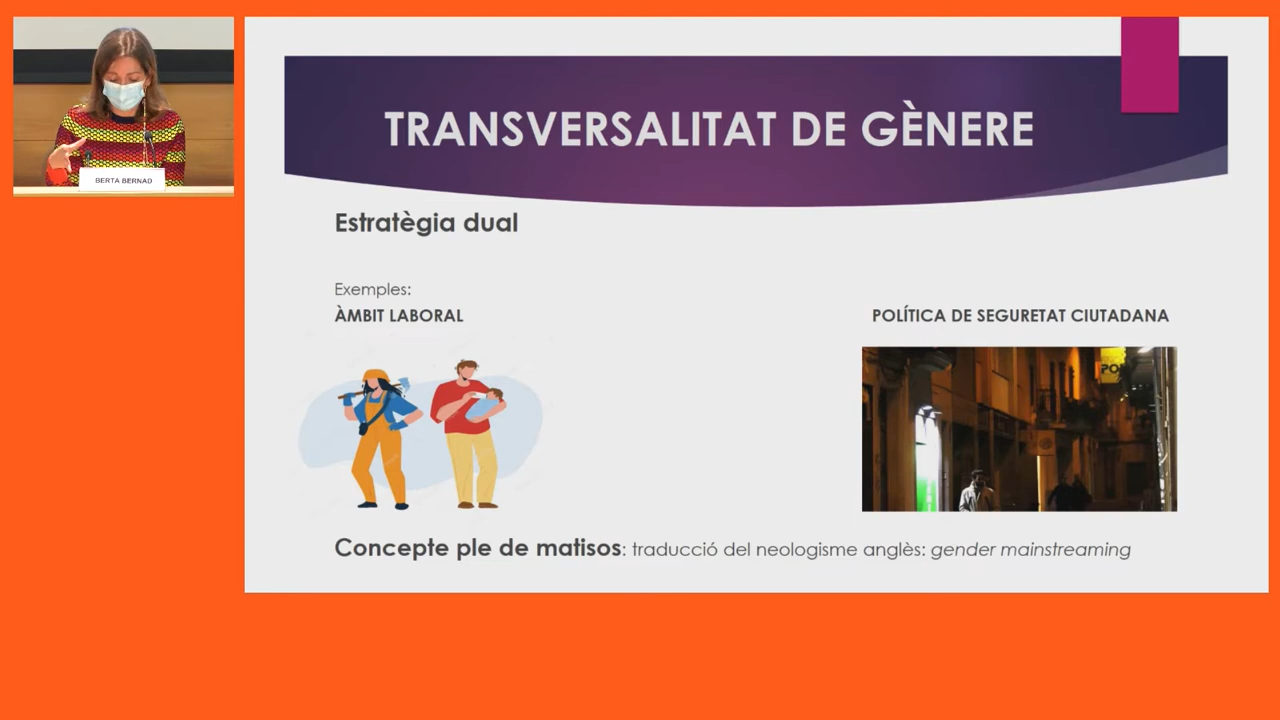 BERTA BERNAD
TRANSVERSALITAT DE GÈNERE
Estratègia dual
Exemples:
ÀMBIT LABORAL
POLÍTICA DE SEGURETAT CIUTADANA
PO
Concepte ple de matisos: traducció del neologisme anglès: gender mainstreaming